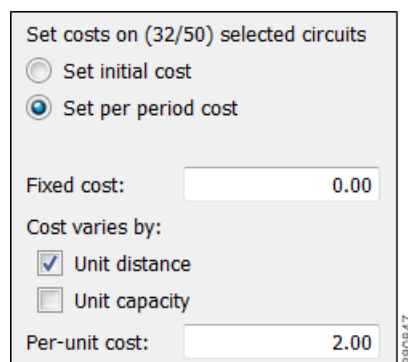 Set costs on (32/50) selected circuits
Set initial cost
Set per period cost
Fixed cost: 0.00
Cost varies by:
Unit distance
Unit capacity
Per-unit cost: 2.00